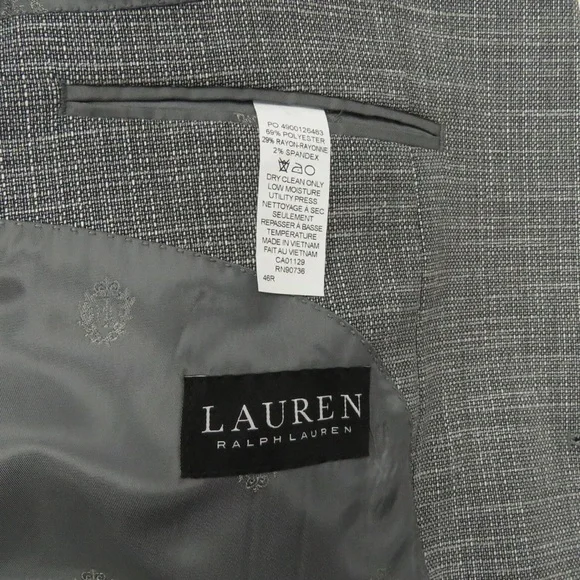 PO 4900126463
69% POLYESTER
29% RAYON-RAYONNE
2% SPANDEX
DRY CLEAN ONLY
LOW MOISTURE
UTILITY PRESS
NETTOYAGE A SEC
SEULEMENT
REPASSER A BASSE
TEMPERATURE
MADE IN VIETNAM
FAIT AU VIETNAM
CA01129
RN90736
46R
LAUREN
RALPH LAUREN